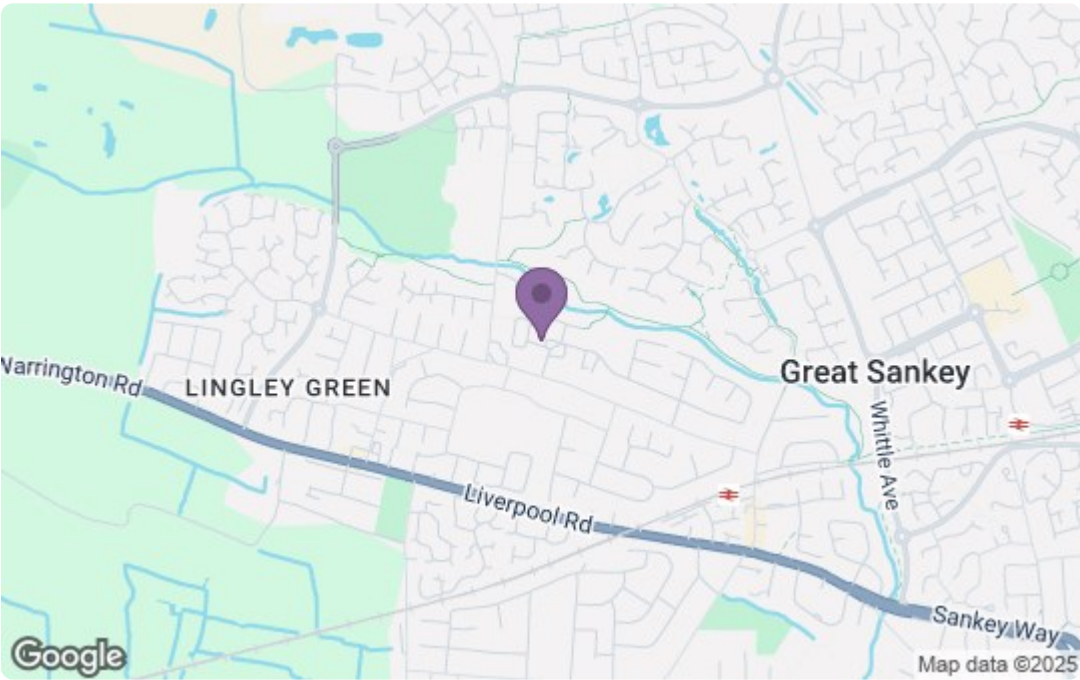 Great Sankey
Warrington Rd
LINGLEY GREEN
Whittle Ave
Liverpool Rd
Sankey Way
Google
Map data ©2025